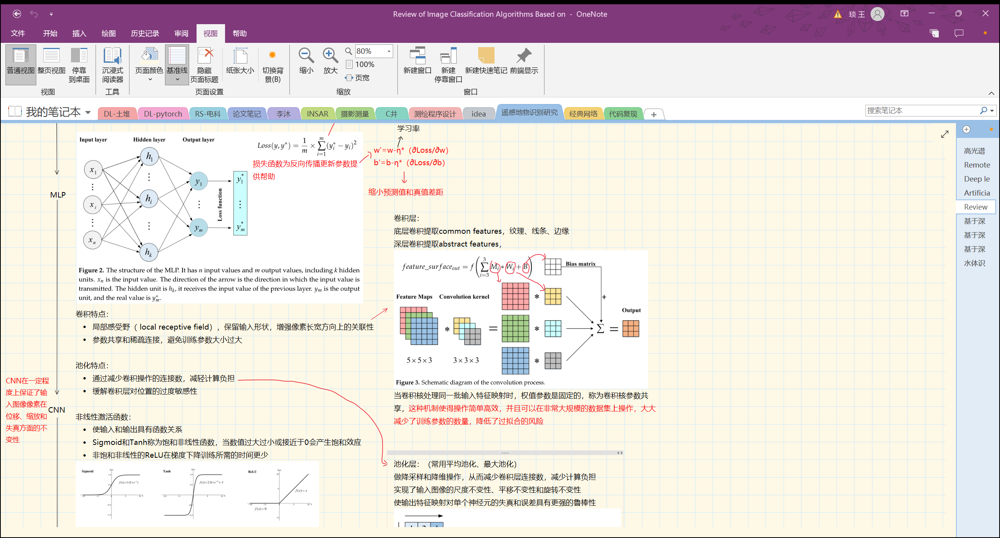 Review of Image Classification Algorithms Based on - OneNote
琰 王
文件 开始 插入 绘图 历史记录 审阅 视图 帮助
普通视图 整页视图 停靠到桌面
视图
沉浸式阅读器
工具
页面颜色 基准线 隐藏页面标题 纸张大小 切换背景(B)
页面设置
缩小 放大 80%
100%
页宽
缩放
新建窗口 新建停靠窗口 新建快速笔记 前端显示
窗口
我的笔记本
DL-土堆 DL-pytorch RS-电科 论文笔记 李沐 INSAR 摄影测量 C井 测绘程序设计 idea 遥感地物识别研究 经典网络 代码复现
搜索笔记本
高光谱
Remote
Deep le
Artificia
Review
基于深
基于深
基于深
水体识
MLP
CNN
CNN在一定程
度上保证了输
入图像像素在
位移、缩放和
失真方面的不
变性
Input layer Hidden layer Output layer
Loss(y, y*) = 1/m × ∑ i=1 m (y_i* − y_i)²
x1 ⋮ xi ⋮ xn
h1 ⋮ hi ⋮ hk
y1 ⋮ ym
Loss function
y1* ⋮ ym*
损失函数为反向传播更新参数提
供帮助
学习率
w'=w-η*（∂Loss/∂w）
b'=b-η*（∂Loss/∂b）
缩小预测值和真值差距
Figure 2. The structure of the MLP. It has n input values and m output values, including k hidden
units. xn is the input value. The direction of the arrow is the direction in which the input value is
transmitted. The hidden unit is hk, it receives the input value of the previous layer. ym is the output
unit, and the real value is ym*.
卷积特点：
• 局部感受野（ local receptive field），保留输入形状，增强像素长宽方向上的关联性
• 参数共享和稀疏连接，避免训练参数大小过大
池化特点：
• 通过减少卷积操作的连接数，减轻计算负担
• 缓解卷积层对位置的过度敏感性
非线性激活函数：
• 使输入和输出具有函数关系
• Sigmoid和Tanh称为饱和非线性函数，当数值过大过小或接近于0会产生饱和效应
• 非饱和非线性的ReLU在梯度下降训练所需的时间更少
Sigmoid f(x) f(x)=1/(1+e^-x)
Tanh f(x) f(x)=2/(1+e^-2x)-1
ReLU f(x) f(x)=x
f(x)=0
卷积层：
底层卷积提取common features，纹理、线条、边缘
深层卷积提取abstract features，
feature_surface_out = f(∑ i=3 3 Mi * Wi + B)
Bias matrix
Feature Maps Convolution kernel
* = * * * + ∑ =
Output
5 × 5 × 3 3 × 3 × 3
Figure 3. Schematic diagram of the convolution process.
当卷积核处理同一批输入特征映射时，权值参数是固定的，称为卷积核参数共
享，这种机制使得操作简单高效，并且可以在非常大规模的数据集上操作，大大
减少了训练参数的数量，降低了过拟合的风险
池化层：（常用平均池化、最大池化）
做降采样和降维操作，从而减少卷积层连接数，减少计算负担
实现了输入图像的尺度不变性、平移不变性和旋转不变性
使输出特征映射对单个神经元的失真和误差具有更强的鲁棒性